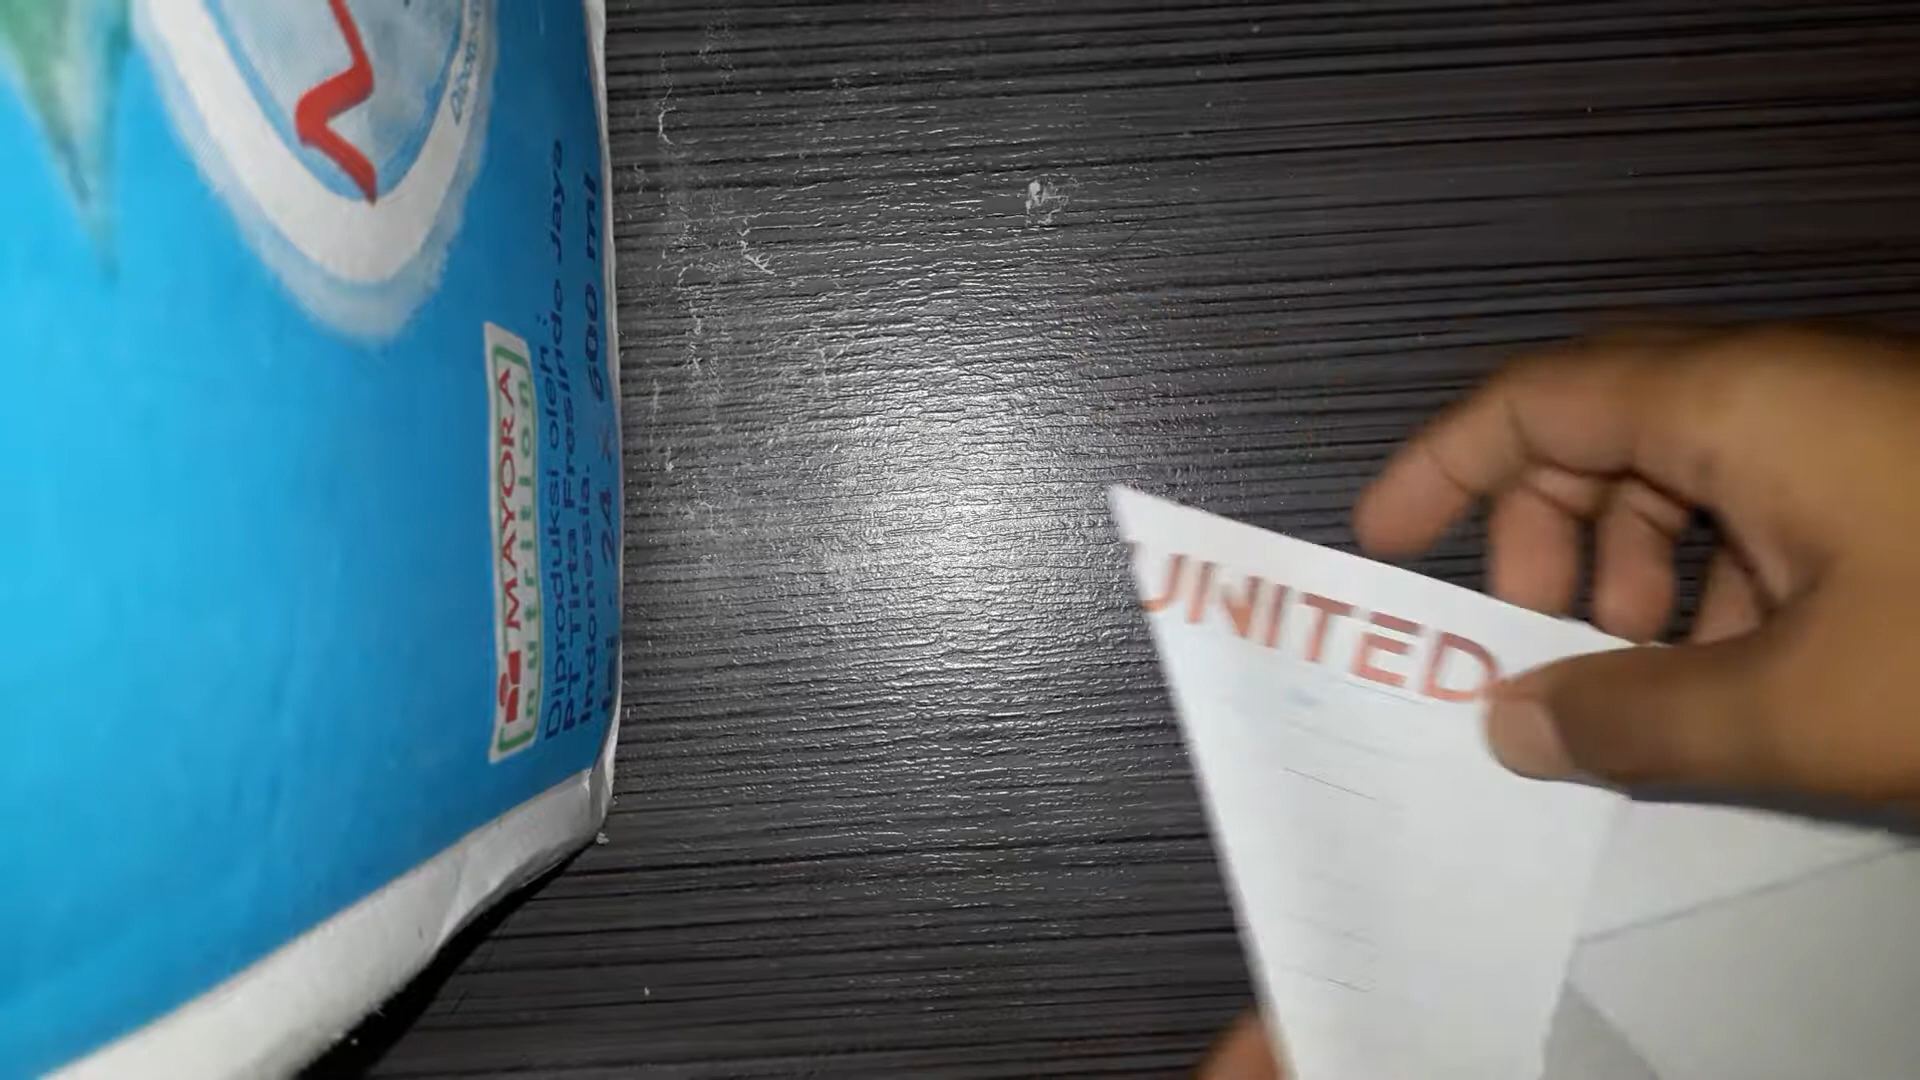 MAYORA
nutrition
Diproduksi oleh :
PT Tirta Fresindo Jaya
Indonesia.
Isi : 24 x 600 ml
UNITED